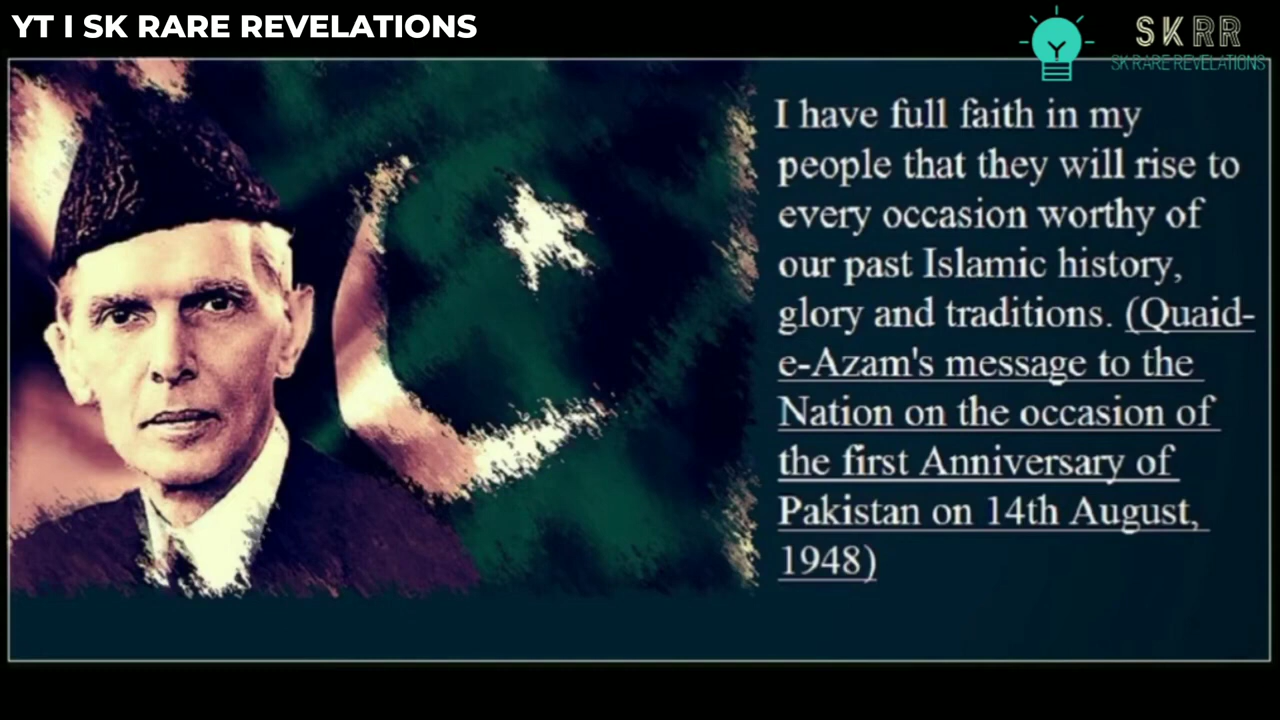 YT I SK RARE REVELATIONS
SKRR
SK RARE REVELATIONS
I have full faith in my
people that they will rise to
every occasion worthy of
our past Islamic history,
glory and traditions. (Quaid-
e-Azam's message to the
Nation on the occasion of
the first Anniversary of
Pakistan on 14th August,
1948)